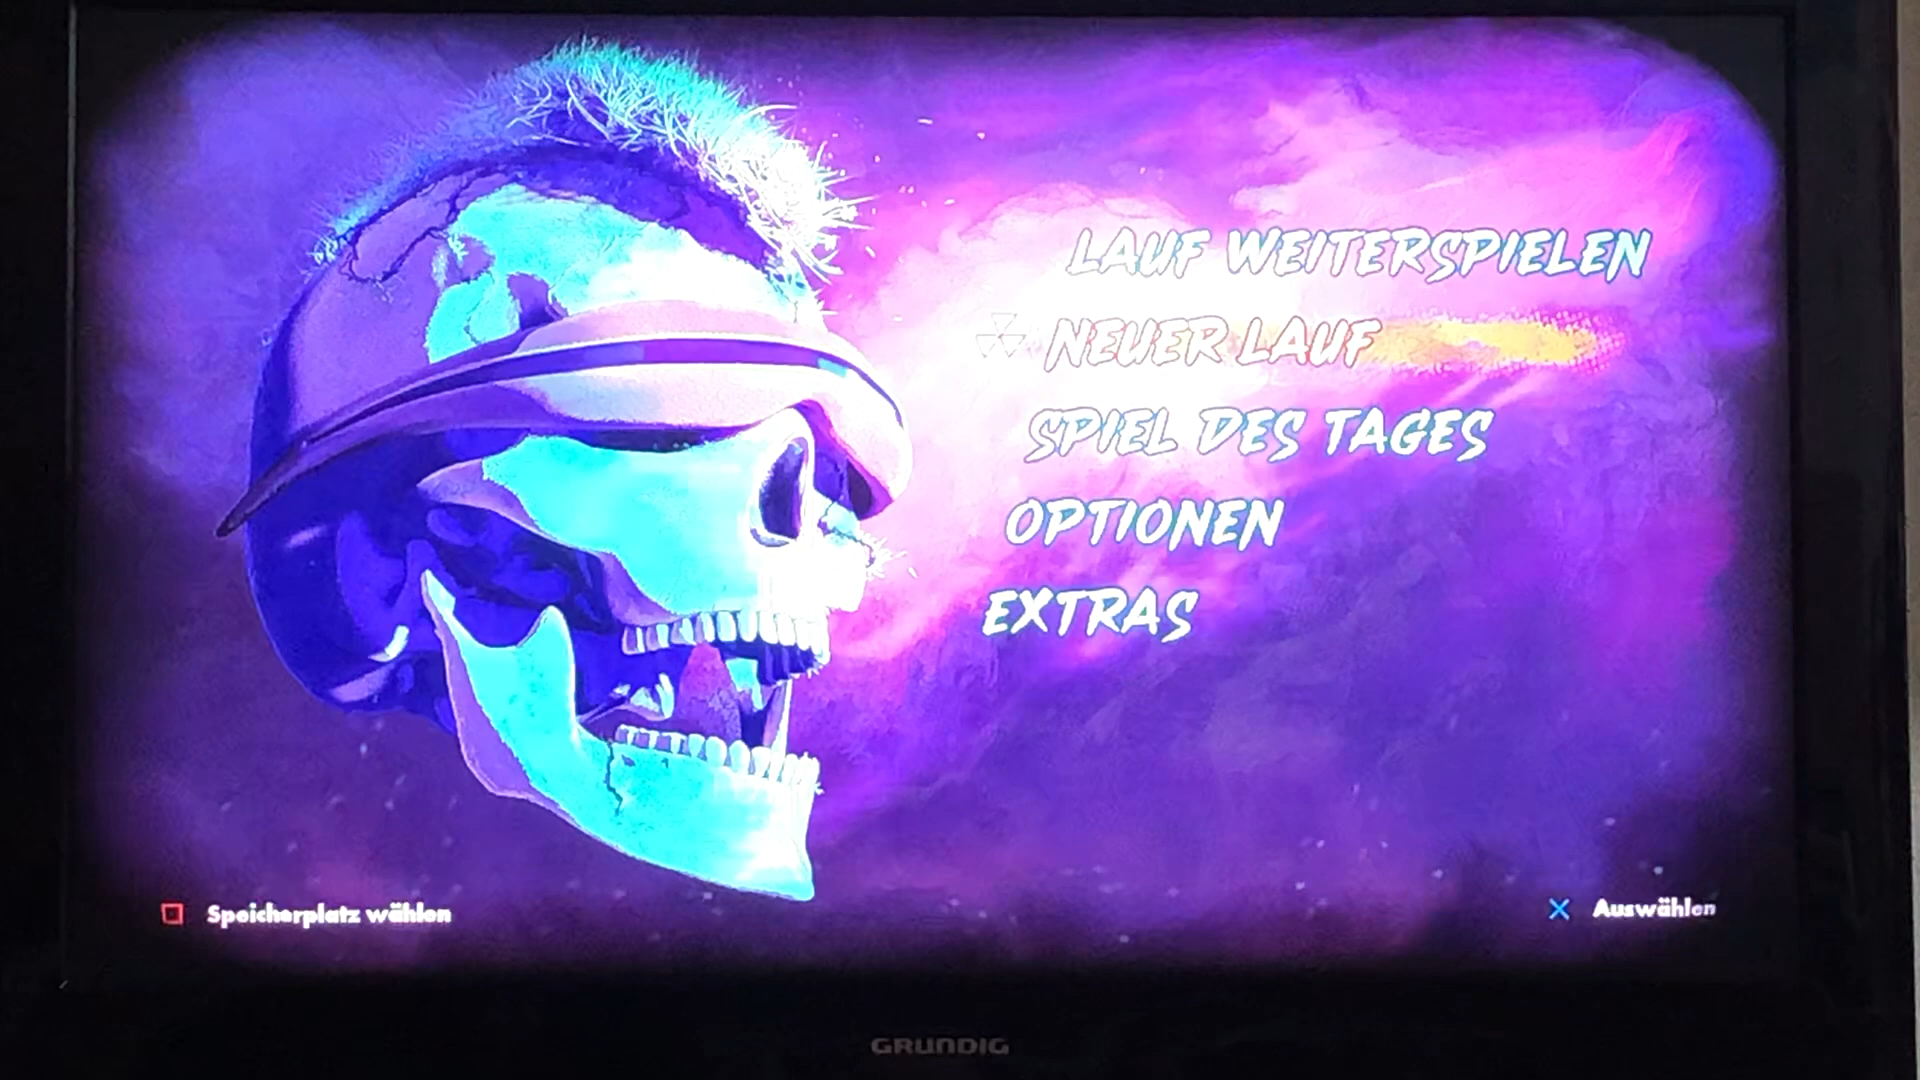 LAUF WEITERSPIELEN
NEUER LAUF
SPIEL DES TAGES
OPTIONEN
EXTRAS
Speicherplatz wählen
Auswählen
GRUNDIG